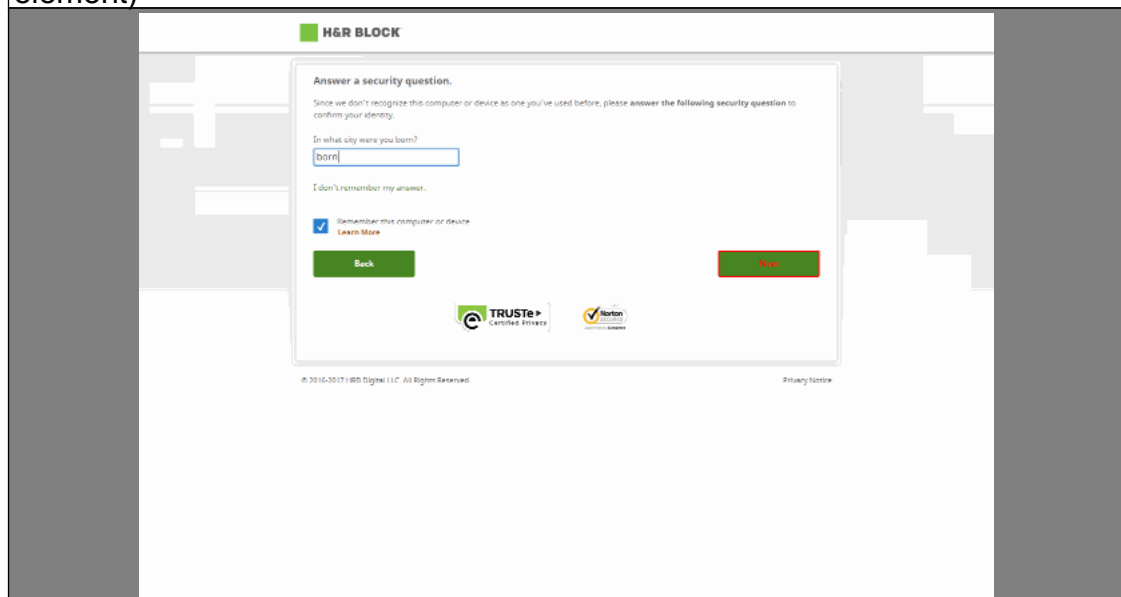 element)
H&R BLOCK
Answer a security question.
Since we don't recognize this computer or device as one you've used before, please answer the following security question to
confirm your identity.
In what city were you born?
born
I don't remember my answer.
Remember this computer or device
Learn More
Back
Next
TRUSTe
Certified Privacy
Norton
SECURED
© 2016-2017 HRB Digital LLC. All Rights Reserved.
Privacy Notice